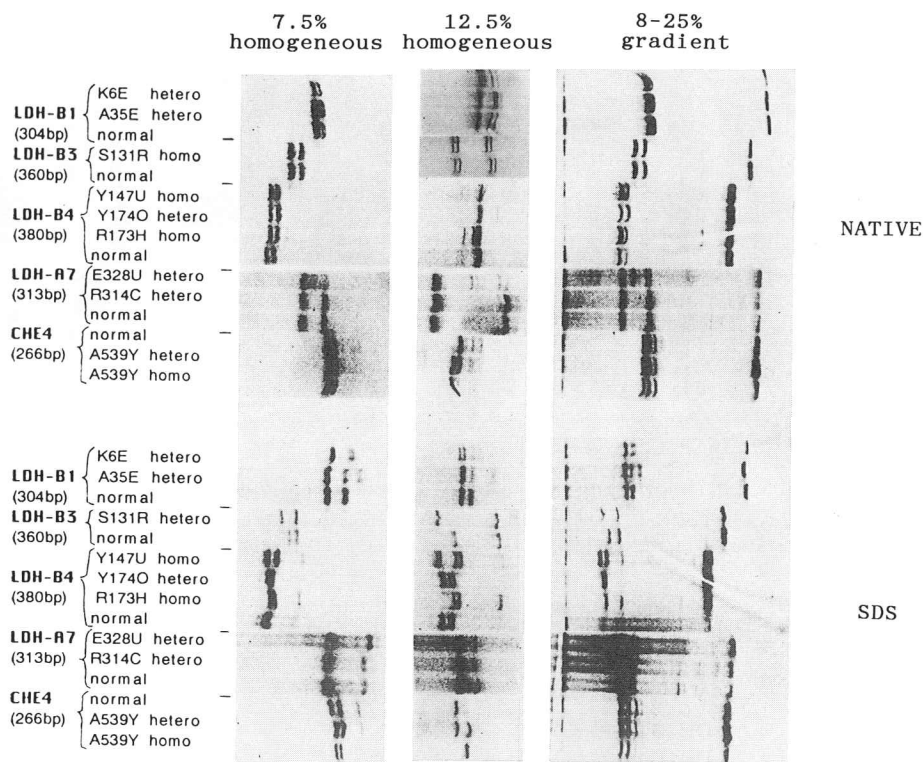 7.5% homogeneous
12.5% homogeneous
8-25% gradient
LDH-B1 (304bp)
K6E hetero
A35E hetero
normal
LDH-B3 (360bp)
S131R homo
normal
LDH-B4 (380bp)
Y147U homo
Y174O hetero
R173H homo
normal
LDH-A7 (313bp)
E328U hetero
R314C hetero
normal
CHE4 (266bp)
normal
A539Y hetero
A539Y homo
NATIVE
LDH-B1 (304bp)
K6E hetero
A35E hetero
normal
LDH-B3 (360bp)
S131R hetero
normal
LDH-B4 (380bp)
Y147U homo
Y174O hetero
R173H homo
normal
LDH-A7 (313bp)
E328U hetero
R314C hetero
normal
CHE4 (266bp)
normal
A539Y hetero
A539Y homo
SDS